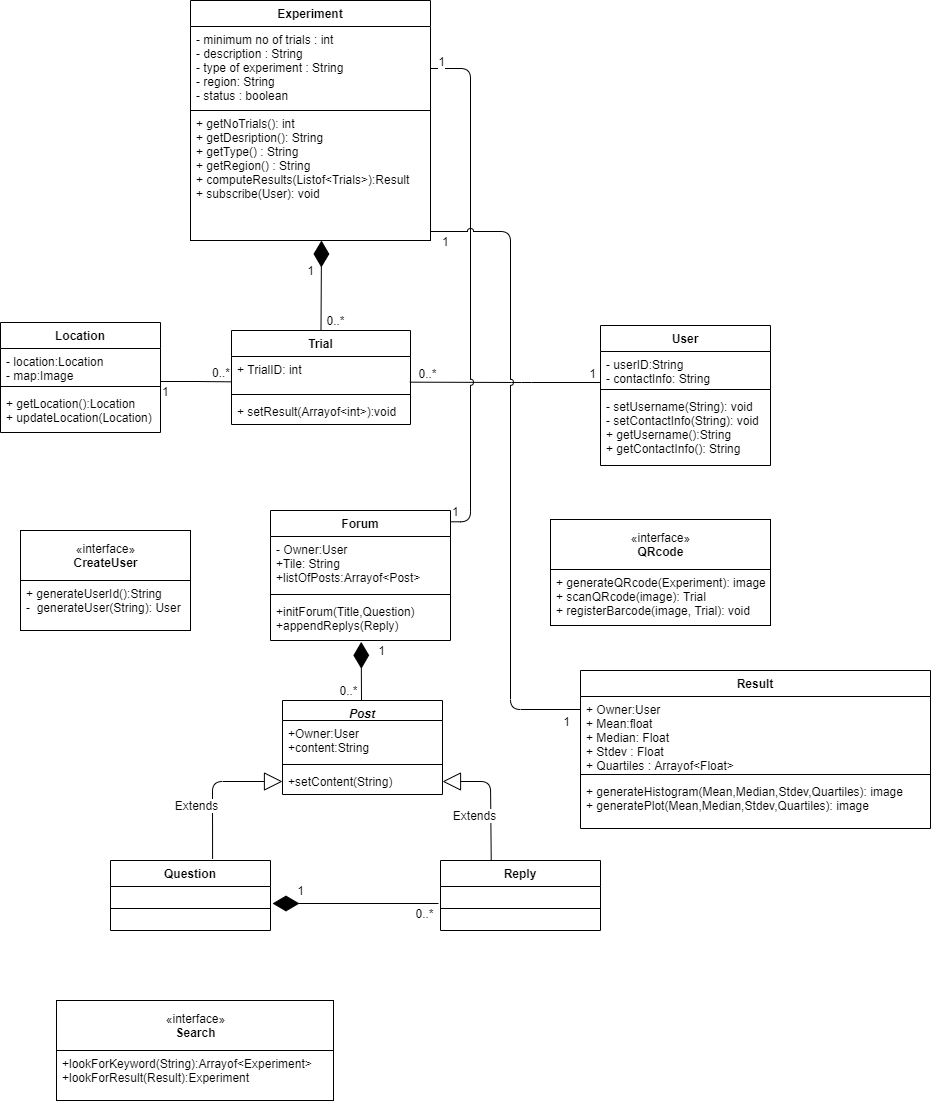 Experiment
- minimum no of trials : int
- description : String
- type of experiment : String
- region: String
- status : boolean
+ getNoTrials(): int
+ getDesription(): String
+ getType() : String
+ getRegion() : String
+ computeResults(Listof<Trials>):Result
+ subscribe(User): void
1
1
1
0..*
Location
- location:Location
- map:Image
+ getLocation():Location
+ updateLocation(Location)
1
0..*
Trial
+ TrialID: int
+ setResult(Arrayof<int>):void
0..*
1
User
- userID:String
- contactInfo: String
- setUsername(String): void
- setContactInfo(String): void
+ getUsername():String
+ getContactInfo(): String
Forum
- Owner:User
+Tile: String
+listOfPosts:Arrayof<Post>
+initForum(Title,Question)
+appendReplys(Reply)
1
1
0..*
«interface»
CreateUser
+ generateUserId():String
- generateUser(String): User
«interface»
QRcode
+ generateQRcode(Experiment): image
+ scanQRcode(image): Trial
+ registerBarcode(image, Trial): void
Post
+Owner:User
+content:String
+setContent(String)
Extends
Extends
1
Result
+ Owner:User
+ Mean:float
+ Median: Float
+ Stdev : Float
+ Quartiles : Arrayof<Float>
+ generateHistogram(Mean,Median,Stdev,Quartiles): image
+ generatePlot(Mean,Median,Stdev,Quartiles): image
Question
1
0..*
Reply
«interface»
Search
+lookForKeyword(String):Arrayof<Experiment>
+lookForResult(Result):Experiment